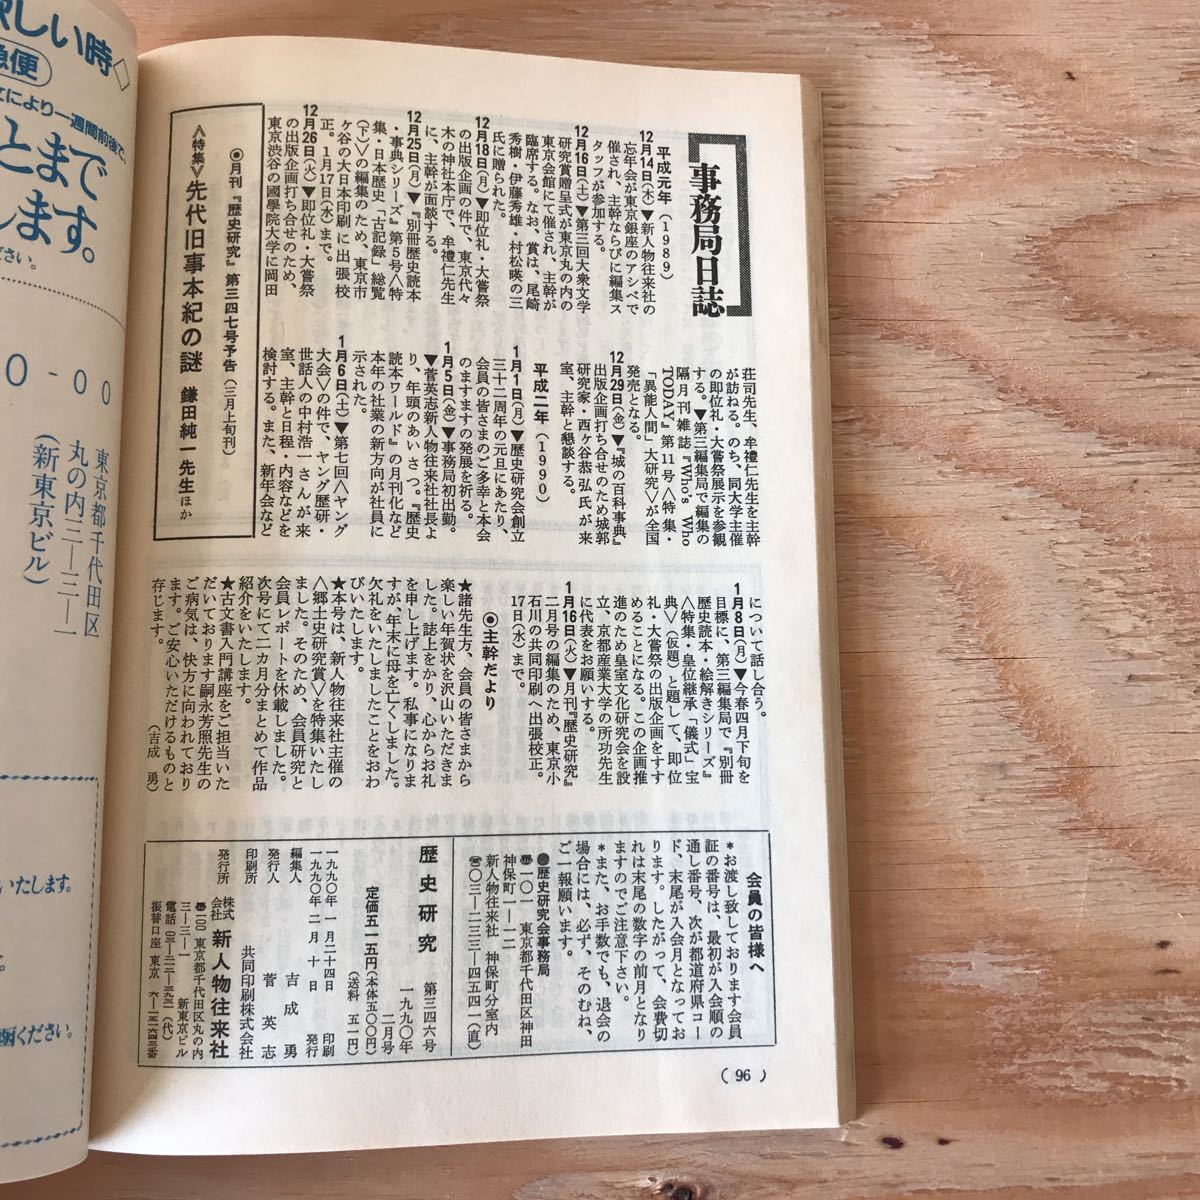 事務局日誌
平成元年(1989)
12月14日(木)▼新人物往来社の
忘年会が東京銀座のアシベで
催され、主幹ならびに編集ス
タッフが参加する。
12月16日(土)▼第三回大衆文学
研究賞贈呈式が東京丸の内の
東京会館にて催され、主幹が
臨席する。なお、賞は、尾崎
秀樹・伊藤秀雄・村松暎の三
氏に贈られた。
12月18日(月)▼即位礼・大嘗祭
の出版企画の件で、東京代々
木の神社本庁で、牟禮仁先生
に、主幹が面談する。
12月25日(月)▼『別冊歴史読本
・事典シリーズ』第5号〈特
集・日本歴史「古記録」総覧
(下)〉の編集のため、東京市
ヶ谷の大日本印刷に出張校
正。1月17日(水)まで。
12月26日(火)▼即位礼・大嘗祭
の出版企画打ち合せのため、
東京渋谷の國學院大学に岡田
荘司先生、牟禮仁先生を主幹
が訪ねる。のち、同大学主催
の即位礼・大嘗祭展示を参観
する。▼第三編集局で編集の
隔月刊雑誌『Who's Who
TODAY』第11号〈特集・
「異能人間」大研究〉が全国
発売となる。
12月29日(金)▼『城の百科事典』
出版企画打ち合せのため城郭
研究家・西ヶ谷恭弘氏が来
室、主幹と懇談する。
平成二年(1990)
1月1日(月)▼歴史研究会創立
三十二周年の元旦にあたり、
会員の皆さまのご多幸と本会
のますますの発展を祈る。
1月5日(金)▼事務局初出勤。
▼菅英志新人物往来社社長よ
り、年頭のあいさつ。『歴史
読本ワールド』の月刊化など
本年の社業の新方向が社員に
示された。
1月6日(土)▼第七回〈ヤング
大会〉の件で、ヤング歴研・
世話人の中村浩一さんが来
室、主幹と日程・内容などを
検討する。また、新年会など
について話し合う。
1月8日(月)▼今春四月下旬を
目標に、第三編集局で『別冊
歴史読本・絵解きシリーズ』
〈特集・皇位継承「儀式」宝
典〉(仮題)と題して、即位
礼・大嘗祭の出版企画をすす
めることになる。この企画推
進のため皇室文化研究会を設
立、京都産業大学の所功先生
に代表をお願いする。
1月16日(火)▼月刊『歴史研究』
二月号の編集のため、東京小
石川の共同印刷へ出張校正。
17日(水)まで。
◉主幹だより
★諸先生方、会員の皆さまから
楽しい年賀状を沢山いただきま
した。誌上をかり、心からお礼
を申し上げます。私事になりま
すが、年末に母を亡くしました。
欠礼をいたしましたことをおわ
びいたします。
★本号は、新人物往来社主催の
〈郷土史研究賞〉を特集いたし
ました。そのため、会員研究と
会員レポートを休載しました。
次号にて二カ月分まとめて作品
紹介をいたします。
★古文書入門講座をご担当いた
だいております嗣永芳照先生の
ご病気は、快方に向われており
ます。ご安心いただけるものと
存じます。
(吉成 勇)
◉月刊『歴史研究』第三四七号予告(三月上旬刊)
〈特集〉先代旧事本紀の謎 鎌田純一先生ほか
会員の皆様へ
*お渡し致しております会員
証の番号は、最初が入会順の
通し番号、次が都道府県コー
ド、末尾が入会月となってお
ります。したがって、会費切
れは末尾の数字の前月となり
ますのでご注意下さい。
*また、お手数でも、退会の
場合には、必ず、そのむね、
ご一報願います。
●歴史研究会事務局
〒一〇一 東京都千代田区神田
神保町一—一二
新人物往来社 神保町分室内
(☎〇三—二三三—四五四一(直)
歴史研究 第三四六号
一九九〇年二月号
定価五一五円(本体五〇〇円)
(送料 五一円)
一九九〇年 一月二十四日 印刷
一九九〇年 二月 十 日 発行
編集人 吉成 勇
発行人 菅 英志
印刷所 共同印刷株式会社
発行所 株式会社 新人物往来社
〒一〇〇 東京都千代田区丸の内
三—三—一 新東京ビル
(96)
欲しい時◇
急便
文により一週間前後で、
とまで
します。
ださい。
0-00
東京都千代田区
丸の内三—三—一
(新東京ビル)
いたします。
ください。